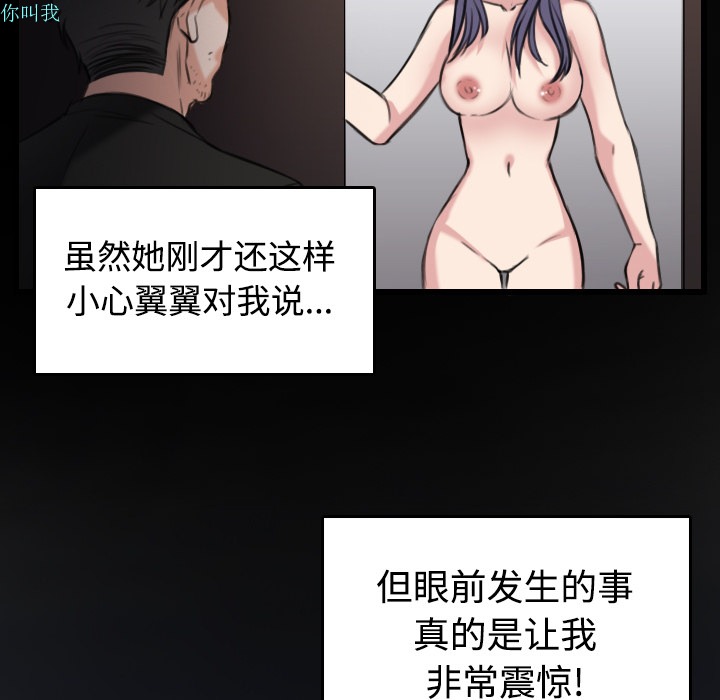 你叫我
虽然她刚才还这样
小心翼翼对我说...
但眼前发生的事
真的是让我
非常震惊!